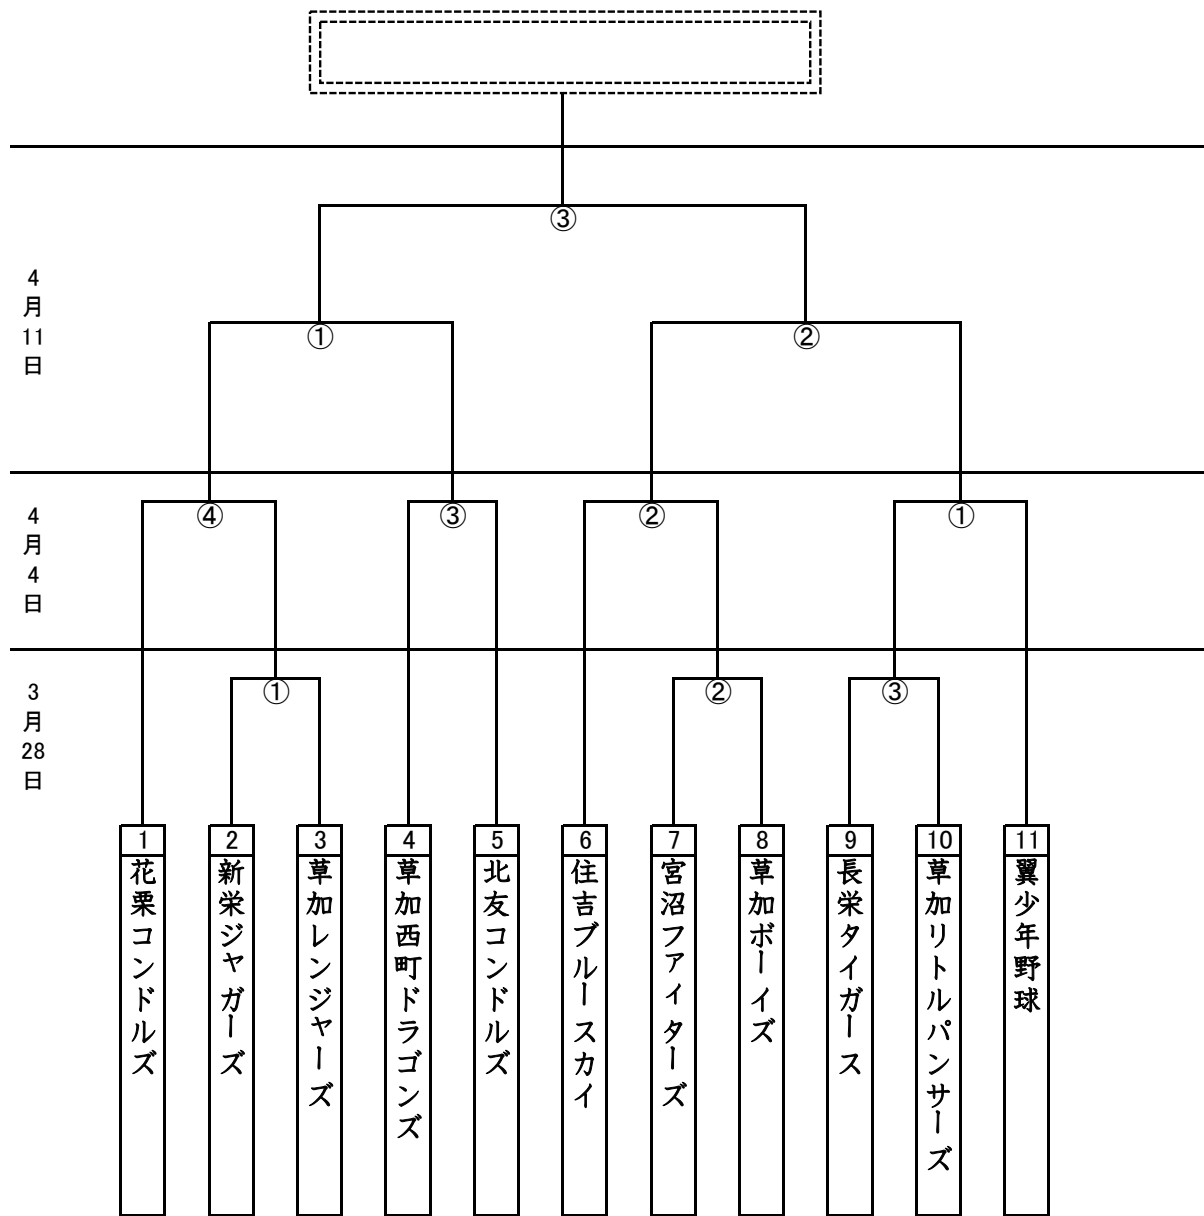 ③
4月11日
①
②
4月4日
④
③
②
①
3月28日
①
②
③
1
花栗コンドルズ
2
新栄ジャガーズ
3
草加レンジャーズ
4
草加西町ドラゴンズ
5
北友コンドルズ
6
住吉ブルースカイ
7
宮沼ファイターズ
8
草加ボーイズ
9
長栄タイガース
10
草加リトルパンサーズ
11
翼少年野球